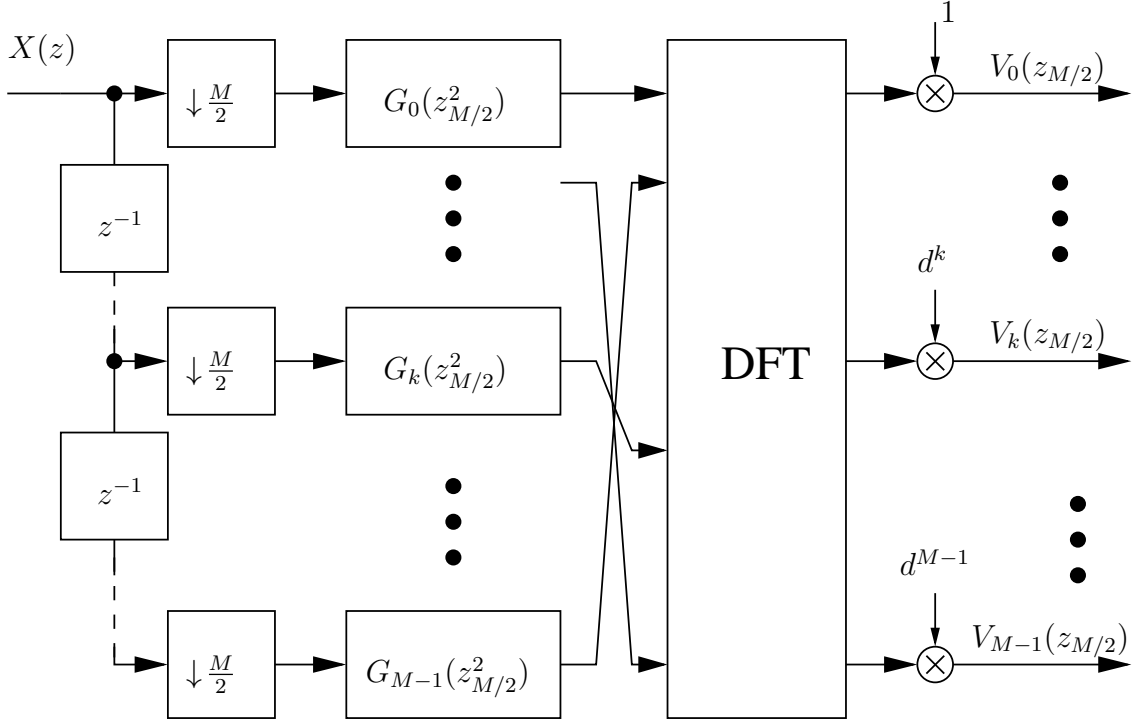 X(z)
↓ M/2
G_0(z^2_{M/2})
1
V_0(z_{M/2})
z^{-1}
↓ M/2
G_k(z^2_{M/2})
DFT
d^k
V_k(z_{M/2})
z^{-1}
↓ M/2
G_{M-1}(z^2_{M/2})
d^{M-1}
V_{M-1}(z_{M/2})